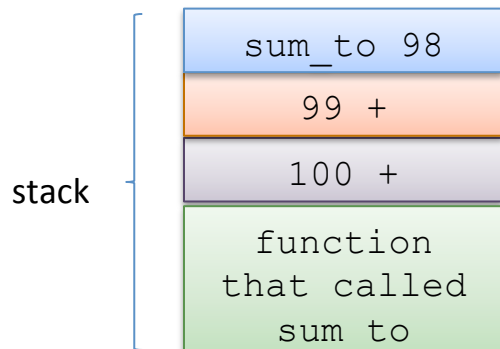 sum_to 98
99 +
100 +
stack
function
that called
sum to